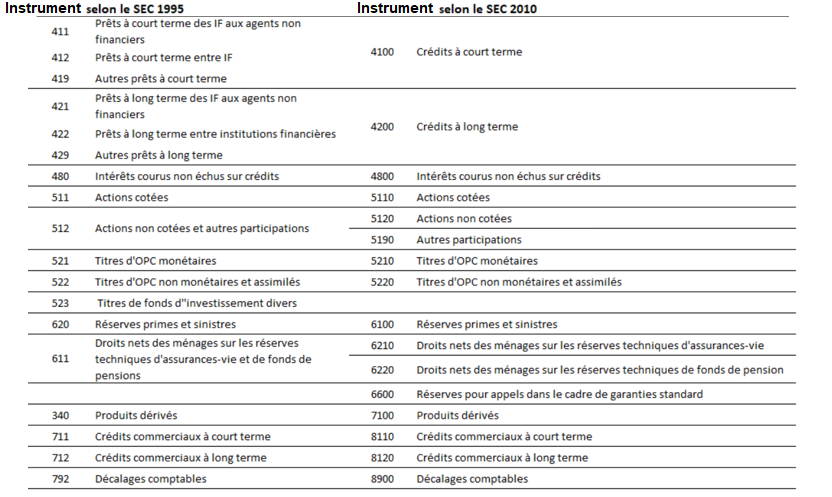 Instrument selon le SEC 1995 Instrument selon le SEC 2010
411 Prêts à court terme des IF aux agents non
financiers
412 Prêts à court terme entre IF 4100 Crédits à court terme
419 Autres prêts à court terme
421 Prêts à long terme des IF aux agents non
financiers
422 Prêts à long terme entre institutions financières 4200 Crédits à long terme
429 Autres prêts à long terme
480 Intérêts courus non échus sur crédits 4800 Intérêts courus non échus sur crédits
511 Actions cotées 5110 Actions cotées
512 Actions non cotées et autres participations 5120 Actions non cotées
5190 Autres participations
521 Titres d'OPC monétaires 5210 Titres d'OPC monétaires
522 Titres d'OPC non monétaires et assimilés 5220 Titres d'OPC non monétaires et assimilés
523 Titres de fonds d"investissement divers
620 Réserves primes et sinistres 6100 Réserves primes et sinistres
611 Droits nets des ménages sur les réserves
techniques d'assurances-vie et de fonds de
pensions
6210 Droits nets des ménages sur les réserves techniques d'assurances-vie
6220 Droits nets des ménages sur les réserves techniques de fonds de pension
6600 Réserves pour appels dans le cadre de garanties standard
340 Produits dérivés 7100 Produits dérivés
711 Crédits commerciaux à court terme 8110 Crédits commerciaux à court terme
712 Crédits commerciaux à long terme 8120 Crédits commerciaux à long terme
792 Décalages comptables 8900 Décalages comptables